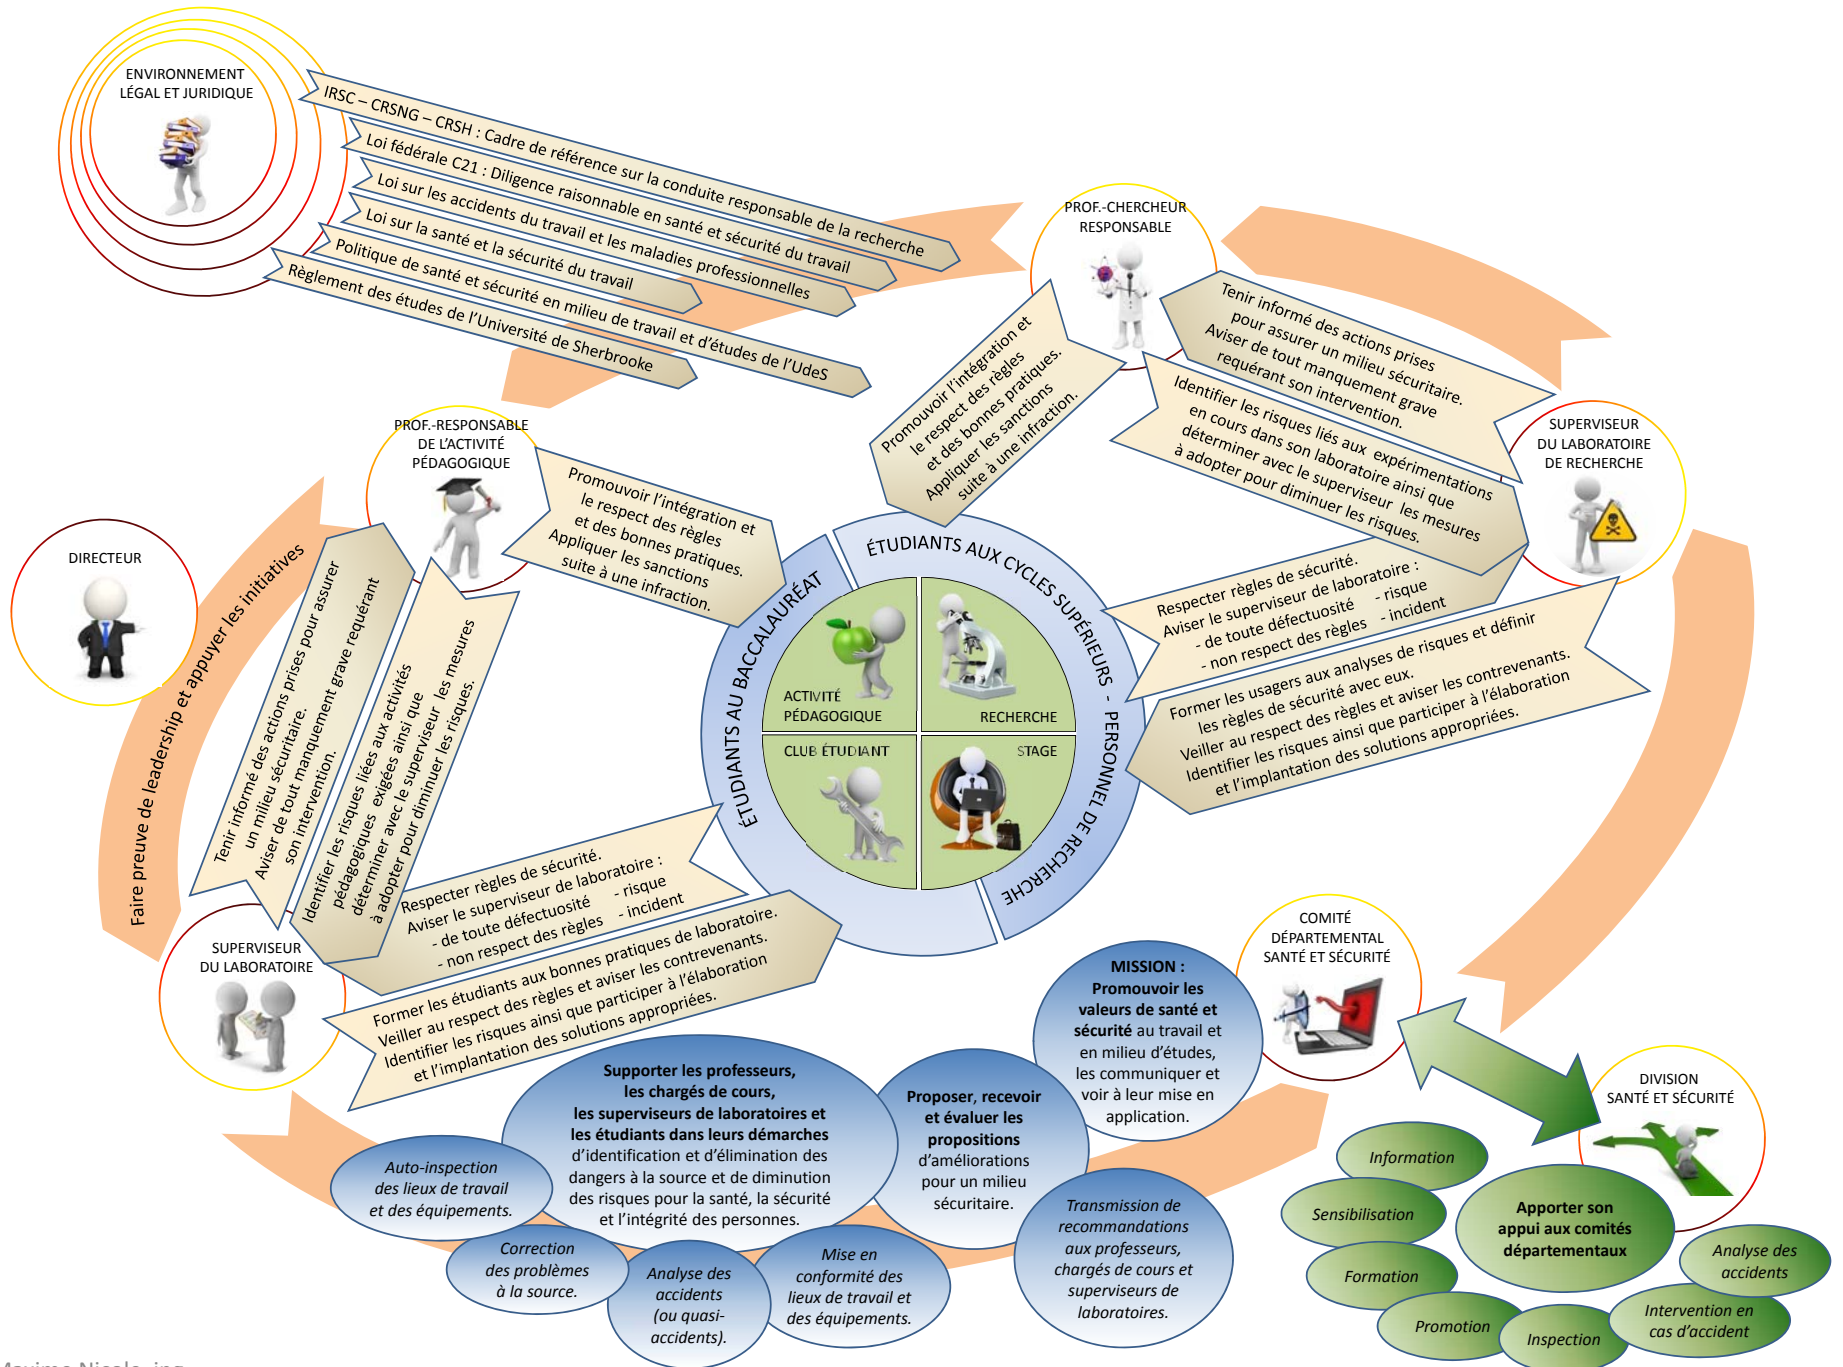 ENVIRONNEMENT
LÉGAL ET JURIDIQUE
IRSC – CRSNG – CRSH : Cadre de référence sur la conduite responsable de la recherche
Loi fédérale C21 : Diligence raisonnable en santé et sécurité du travail
Loi sur les accidents du travail et les maladies professionnelles
Loi sur la santé et la sécurité du travail
Politique de santé et sécurité en milieu de travail et d'études de l'UdeS
Règlement des études de l'Université de Sherbrooke
PROF.-CHERCHEUR
RESPONSABLE
Tenir informé des actions prises
pour assurer un milieu sécuritaire.
Aviser de tout manquement grave
requérant son intervention.
Identifier les risques liés aux expérimentations
en cours dans son laboratoire ainsi que
déterminer avec le superviseur les mesures
à adopter pour diminuer les risques.
Promouvoir l'intégration et
le respect des règles
et des bonnes pratiques.
Appliquer les sanctions
suite à une infraction.
SUPERVISEUR
DU LABORATOIRE
DE RECHERCHE
PROF.-RESPONSABLE
DE L'ACTIVITÉ
PÉDAGOGIQUE
Promouvoir l'intégration et
le respect des règles
et des bonnes pratiques.
Appliquer les sanctions
suite à une infraction.
DIRECTEUR
Faire preuve de leadership et appuyer les initiatives
Tenir informé des actions prises pour assurer
un milieu sécuritaire.
Aviser de tout manquement grave requérant
son intervention.
Identifier les risques liées aux activités
pédagogiques exigées ainsi que
déterminer avec le superviseur les mesures
à adopter pour diminuer les risques.
ÉTUDIANTS AU BACCALAURÉAT
ÉTUDIANTS AUX CYCLES SUPÉRIEURS - PERSONNEL DE RECHERCHE
ACTIVITÉ
PÉDAGOGIQUE
RECHERCHE
CLUB ÉTUDIANT
STAGE
Respecter règles de sécurité.
Aviser le superviseur de laboratoire :
- de toute défectuosité - risque
- non respect des règles - incident
Former les usagers aux analyses de risques et définir
les règles de sécurité avec eux.
Veiller au respect des règles et aviser les contrevenants.
Identifier les risques ainsi que participer à l'élaboration
et l'implantation des solutions appropriées.
Respecter règles de sécurité.
Aviser le superviseur de laboratoire :
- de toute défectuosité - risque
- non respect des règles - incident
Former les étudiants aux bonnes pratiques de laboratoire.
Veiller au respect des règles et aviser les contrevenants.
Identifier les risques ainsi que participer à l'élaboration
et l'implantation des solutions appropriées.
SUPERVISEUR
DU LABORATOIRE
COMITÉ
DÉPARTEMENTAL
SANTÉ ET SÉCURITÉ
MISSION :
Promouvoir les
valeurs de santé et
sécurité au travail et
en milieu d'études,
les communiquer et
voir à leur mise en
application.
Proposer, recevoir
et évaluer les
propositions
d'améliorations
pour un milieu
sécuritaire.
Supporter les professeurs,
les chargés de cours,
les superviseurs de laboratoires et
les étudiants dans leurs démarches
d'identification et d'élimination des
dangers à la source et de diminution
des risques pour la santé, la sécurité
et l'intégrité des personnes.
Auto-inspection
des lieux de travail
et des équipements.
Correction
des problèmes
à la source.
Analyse des
accidents
(ou quasi-
accidents).
Mise en
conformité des
lieux de travail et
des équipements.
Transmission de
recommandations
aux professeurs,
chargés de cours et
superviseurs de
laboratoires.
DIVISION
SANTÉ ET SÉCURITÉ
Apporter son
appui aux comités
départementaux
Information
Sensibilisation
Formation
Promotion
Inspection
Intervention en
cas d'accident
Analyse des
accidents